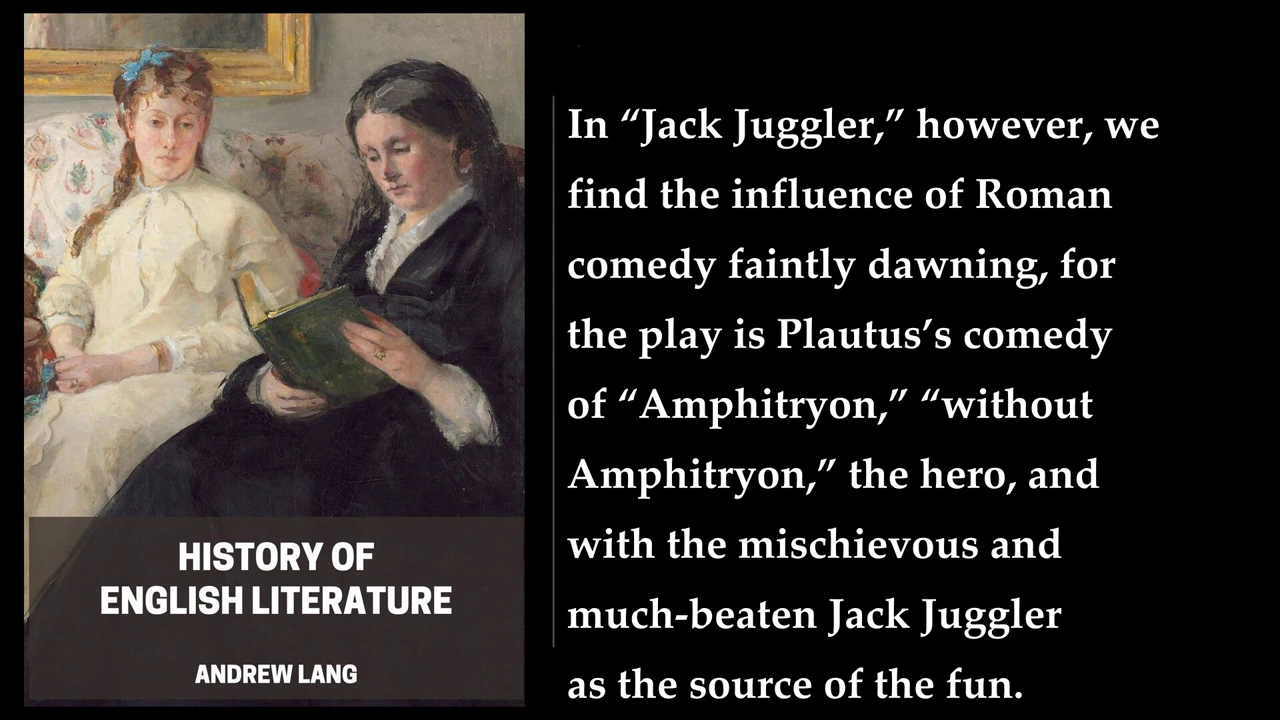 HISTORY OF
ENGLISH LITERATURE
ANDREW LANG
In “Jack Juggler,” however, we
find the influence of Roman
comedy faintly dawning, for
the play is Plautus’s comedy
of “Amphitryon,” “without
Amphitryon,” the hero, and
with the mischievous and
much-beaten Jack Juggler
as the source of the fun.